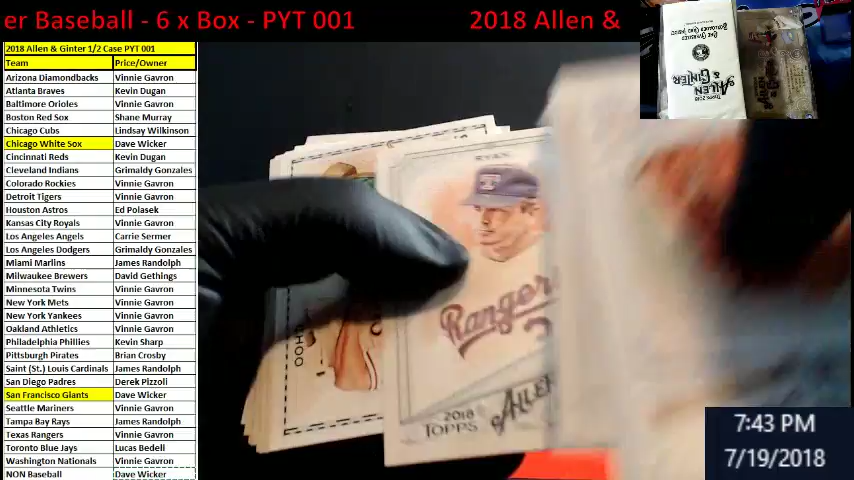 er Baseball - 6 x Box - PYT 001
2018 Allen &
2018 Allen & Ginter 1/2 Case PYT 001
Team Price/Owner
Arizona Diamondbacks Vinnie Gavron
Atlanta Braves Kevin Dugan
Baltimore Orioles Vinnie Gavron
Boston Red Sox Shane Murray
Chicago Cubs Lindsay Wilkinson
Chicago White Sox Dave Wicker
Cincinnati Reds Kevin Dugan
Cleveland Indians Grimaldy Gonzales
Colorado Rockies Vinnie Gavron
Detroit Tigers Vinnie Gavron
Houston Astros Ed Polasek
Kansas City Royals Vinnie Gavron
Los Angeles Angels Carrie Sermer
Los Angeles Dodgers Grimaldy Gonzales
Miami Marlins James Randolph
Milwaukee Brewers David Gethings
Minnesota Twins Vinnie Gavron
New York Mets Vinnie Gavron
New York Yankees Vinnie Gavron
Oakland Athletics Vinnie Gavron
Philadelphia Phillies Kevin Sharp
Pittsburgh Pirates Brian Crosby
Saint (St.) Louis Cardinals James Randolph
San Diego Padres Derek Pizzoli
San Francisco Giants Dave Wicker
Seattle Mariners Vinnie Gavron
Tampa Bay Rays James Randolph
Texas Rangers Vinnie Gavron
Toronto Blue Jays Lucas Bedell
Washington Nationals Vinnie Gavron
NON Baseball Dave Wicker
RYAN
T
Ranger
2018
TOPPS
Allen
ALLEN
& GINTER
TOPPS 2018
7:43 PM
7/19/2018